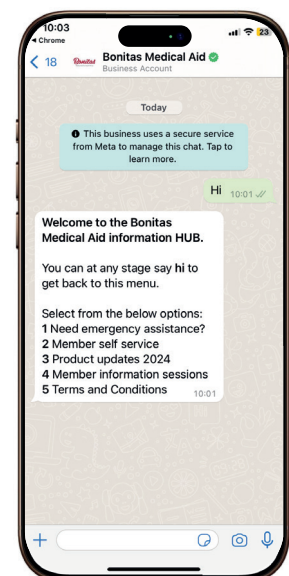 10:03
23
Chrome
18
Bonitas
Bonitas Medical Aid
Business Account
Today
This business uses a secure service
from Meta to manage this chat. Tap to
learn more.
Hi 10:01
Welcome to the Bonitas
Medical Aid information HUB.
You can at any stage say hi to
get back to this menu.
Select from the below options:
1 Need emergency assistance?
2 Member self service
3 Product updates 2024
4 Member information sessions
5 Terms and Conditions
10:01